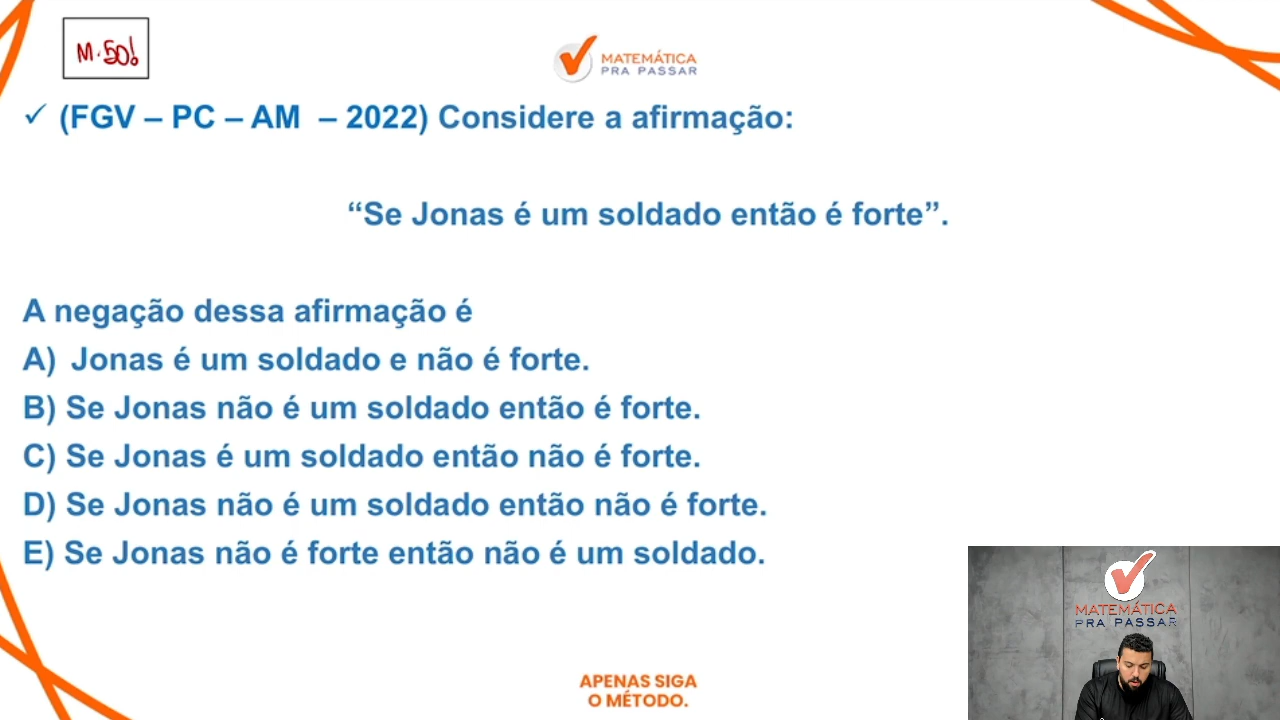 M.50!
MATEMÁTICA
PRA PASSAR
✓ (FGV – PC – AM – 2022) Considere a afirmação:
“Se Jonas é um soldado então é forte”.
A negação dessa afirmação é
A) Jonas é um soldado e não é forte.
B) Se Jonas não é um soldado então é forte.
C) Se Jonas é um soldado então não é forte.
D) Se Jonas não é um soldado então não é forte.
E) Se Jonas não é forte então não é um soldado.
MATEMÁTICA
PRA PASSAR
APENAS SIGA
O MÉTODO.